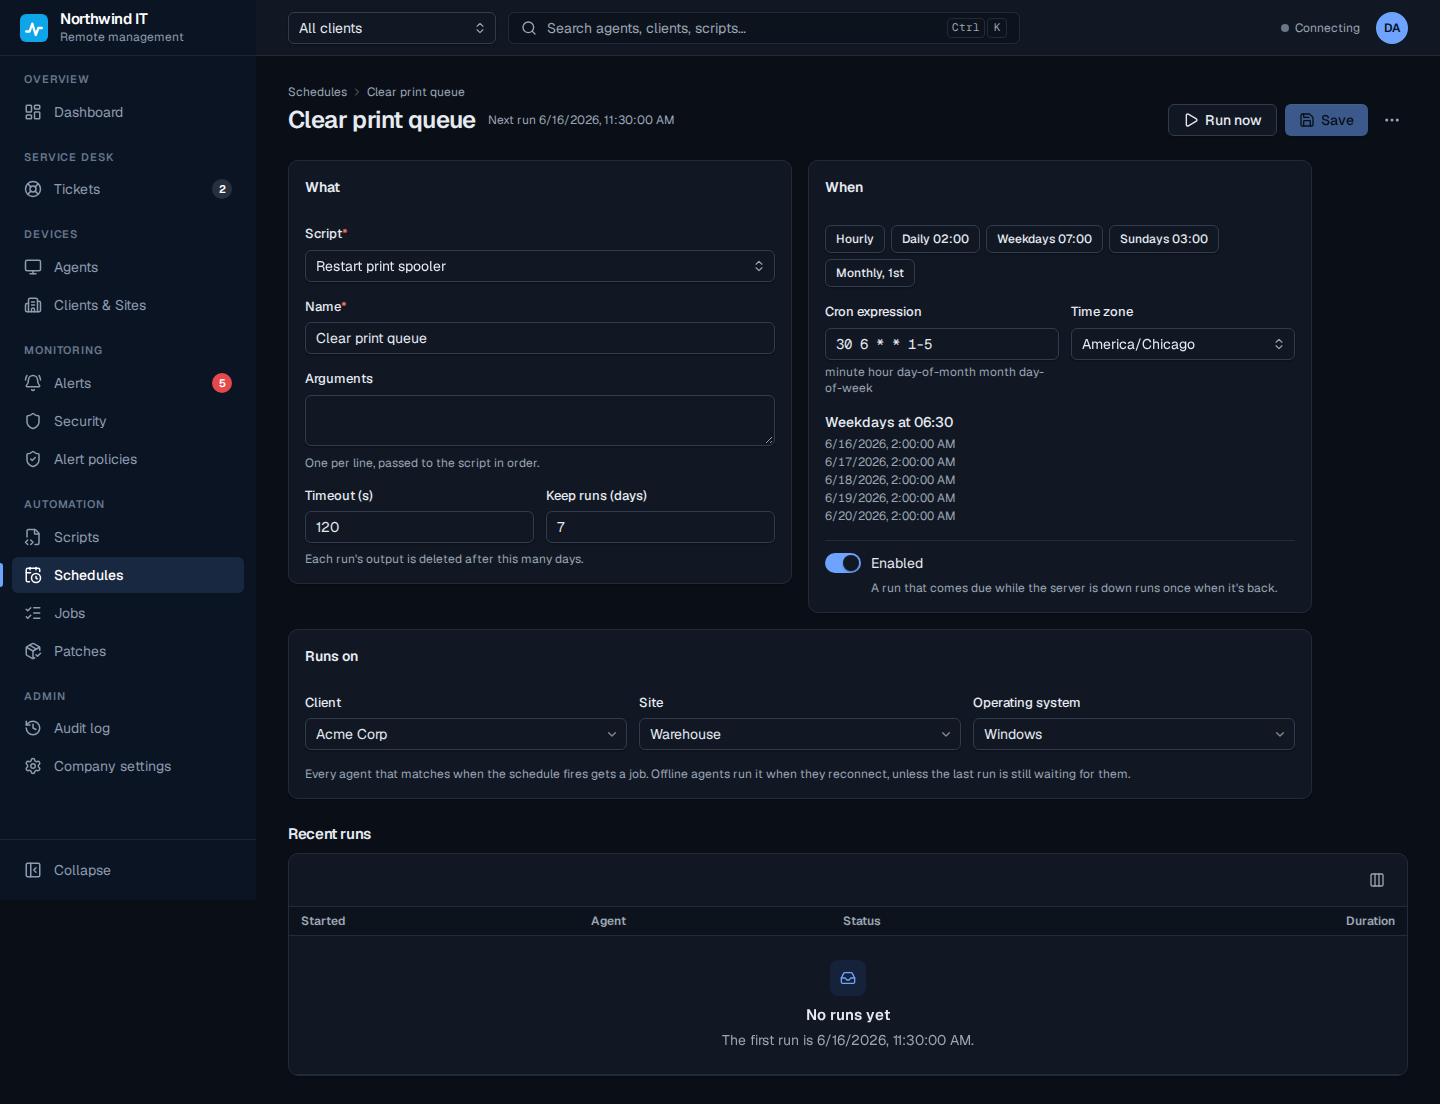 Northwind IT
Remote management
All clients
Search agents, clients, scripts...
Ctrl K
Connecting
DA
OVERVIEW
Dashboard
SERVICE DESK
Tickets
2
DEVICES
Agents
Clients & Sites
MONITORING
Alerts
5
Security
Alert policies
AUTOMATION
Scripts
Schedules
Jobs
Patches
ADMIN
Audit log
Company settings
Collapse
Schedules > Clear print queue
Clear print queue
Next run 6/16/2026, 11:30:00 AM
Run now
Save
What
Script*
Restart print spooler
Name*
Clear print queue
Arguments
One per line, passed to the script in order.
Timeout (s)
Keep runs (days)
120
7
Each run's output is deleted after this many days.
When
Hourly
Daily 02:00
Weekdays 07:00
Sundays 03:00
Monthly, 1st
Cron expression
Time zone
30 6 * * 1-5
America/Chicago
minute hour day-of-month month day-
of-week
Weekdays at 06:30
6/16/2026, 2:00:00 AM
6/17/2026, 2:00:00 AM
6/18/2026, 2:00:00 AM
6/19/2026, 2:00:00 AM
6/20/2026, 2:00:00 AM
Enabled
A run that comes due while the server is down runs once when it's back.
Runs on
Client
Site
Operating system
Acme Corp
Warehouse
Windows
Every agent that matches when the schedule fires gets a job. Offline agents run it when they reconnect, unless the last run is still waiting for them.
Recent runs
Started
Agent
Status
Duration
No runs yet
The first run is 6/16/2026, 11:30:00 AM.